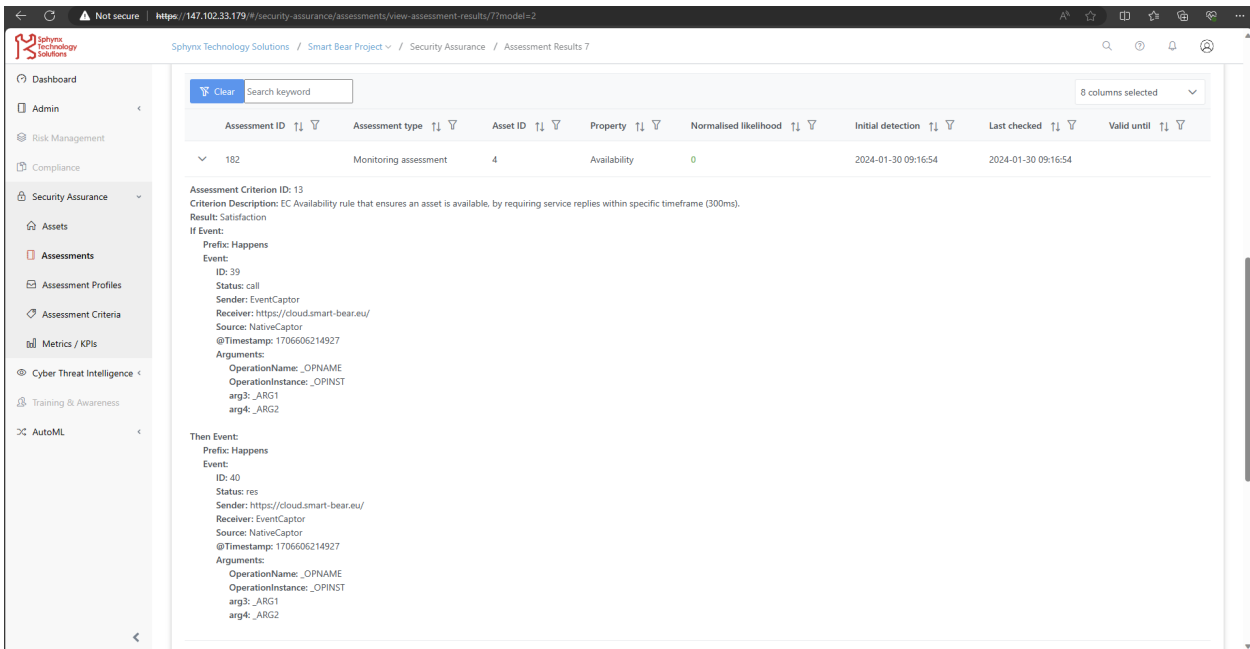 Not secure https://147.102.33.179/#/security-assurance/assessments/view-assessment-results/7?model=2
Sphynx
Technology
Solutions
Sphynx Technology Solutions / Smart Bear Project / Security Assurance / Assessment Results 7
Dashboard
Admin
Risk Management
Compliance
Security Assurance
Assets
Assessments
Assessment Profiles
Assessment Criteria
Metrics / KPIs
Cyber Threat Intelligence
Training & Awareness
AutoML
Clear Search keyword 8 columns selected
Assessment ID Assessment type Asset ID Property Normalised likelihood Initial detection Last checked Valid until
182 Monitoring assessment 4 Availability 0 2024-01-30 09:16:54 2024-01-30 09:16:54
Assessment Criterion ID: 13
Criterion Description: EC Availability rule that ensures an asset is available, by requiring service replies within specific timeframe (300ms).
Result: Satisfaction
If Event:
Prefix: Happens
Event:
ID: 39
Status: call
Sender: EventCaptor
Receiver: https://cloud.smart-bear.eu/
Source: NativeCaptor
@Timestamp: 1706606214927
Arguments:
OperationName: _OPNAME
OperationInstance: _OPINST
arg3: _ARG1
arg4: _ARG2
Then Event:
Prefix: Happens
Event:
ID: 40
Status: res
Sender: https://cloud.smart-bear.eu/
Receiver: EventCaptor
Source: NativeCaptor
@Timestamp: 1706606214927
Arguments:
OperationName: _OPNAME
OperationInstance: _OPINST
arg3: _ARG1
arg4: _ARG2